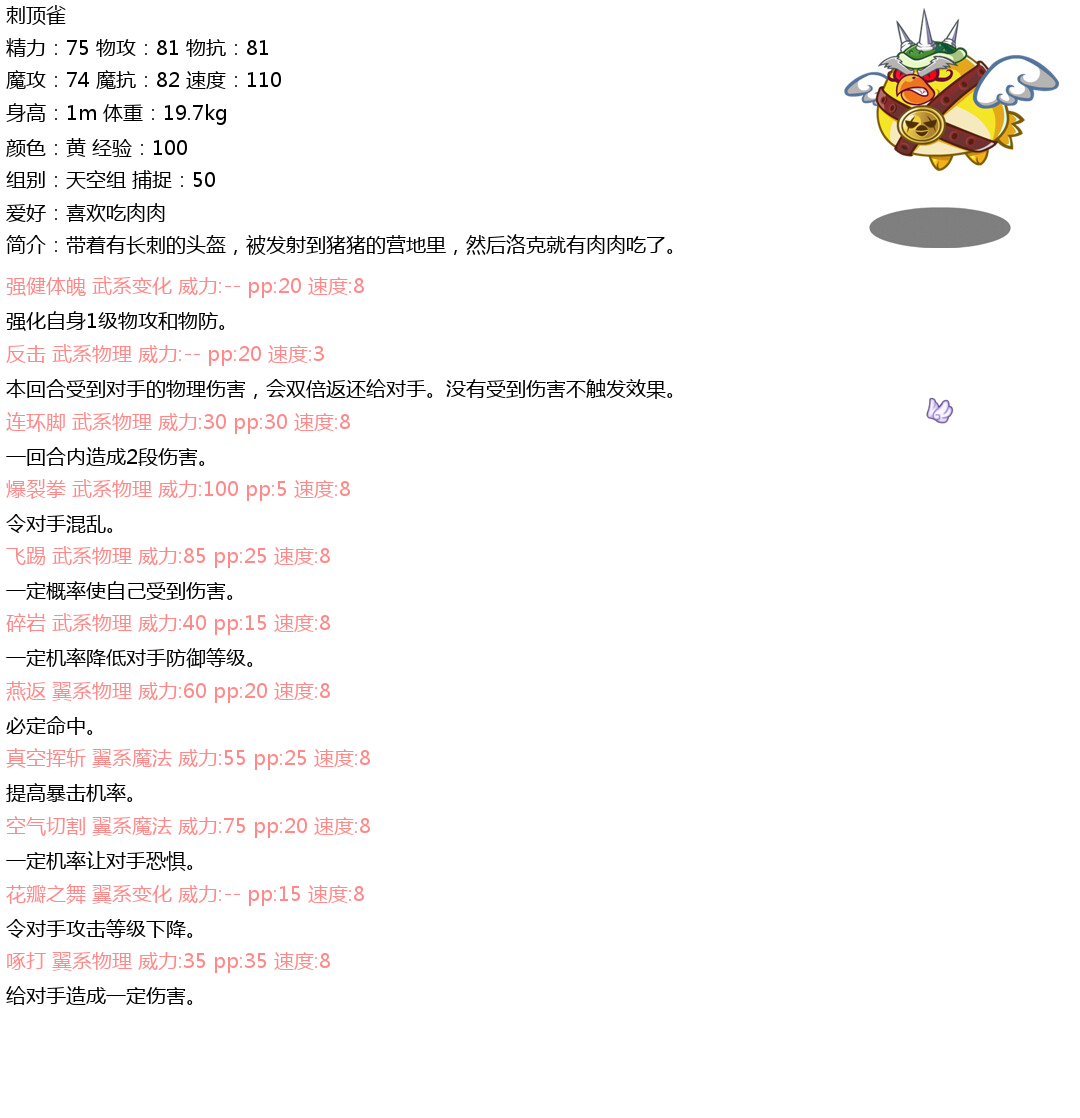 刺顶雀
精力：75 物攻：81 物抗：81
魔攻：74 魔抗：82 速度：110
身高：1m 体重：19.7kg
颜色：黄 经验：100
组别：天空组 捕捉：50
爱好：喜欢吃肉肉
简介：带着有长刺的头盔，被发射到猪猪的营地里，然后洛克就有肉肉吃了。
强健体魄 武系变化 威力:-- pp:20 速度:8
强化自身1级物攻和物防。
反击 武系物理 威力:-- pp:20 速度:3
本回合受到对手的物理伤害，会双倍返还给对手。没有受到伤害不触发效果。
连环脚 武系物理 威力:30 pp:30 速度:8
一回合内造成2段伤害。
爆裂拳 武系物理 威力:100 pp:5 速度:8
令对手混乱。
飞踢 武系物理 威力:85 pp:25 速度:8
一定概率使自己受到伤害。
碎岩 武系物理 威力:40 pp:15 速度:8
一定机率降低对手防御等级。
燕返 翼系物理 威力:60 pp:20 速度:8
必定命中。
真空挥斩 翼系魔法 威力:55 pp:25 速度:8
提高暴击机率。
空气切割 翼系魔法 威力:75 pp:20 速度:8
一定机率让对手恐惧。
花瓣之舞 翼系变化 威力:-- pp:15 速度:8
令对手攻击等级下降。
啄打 翼系物理 威力:35 pp:35 速度:8
给对手造成一定伤害。